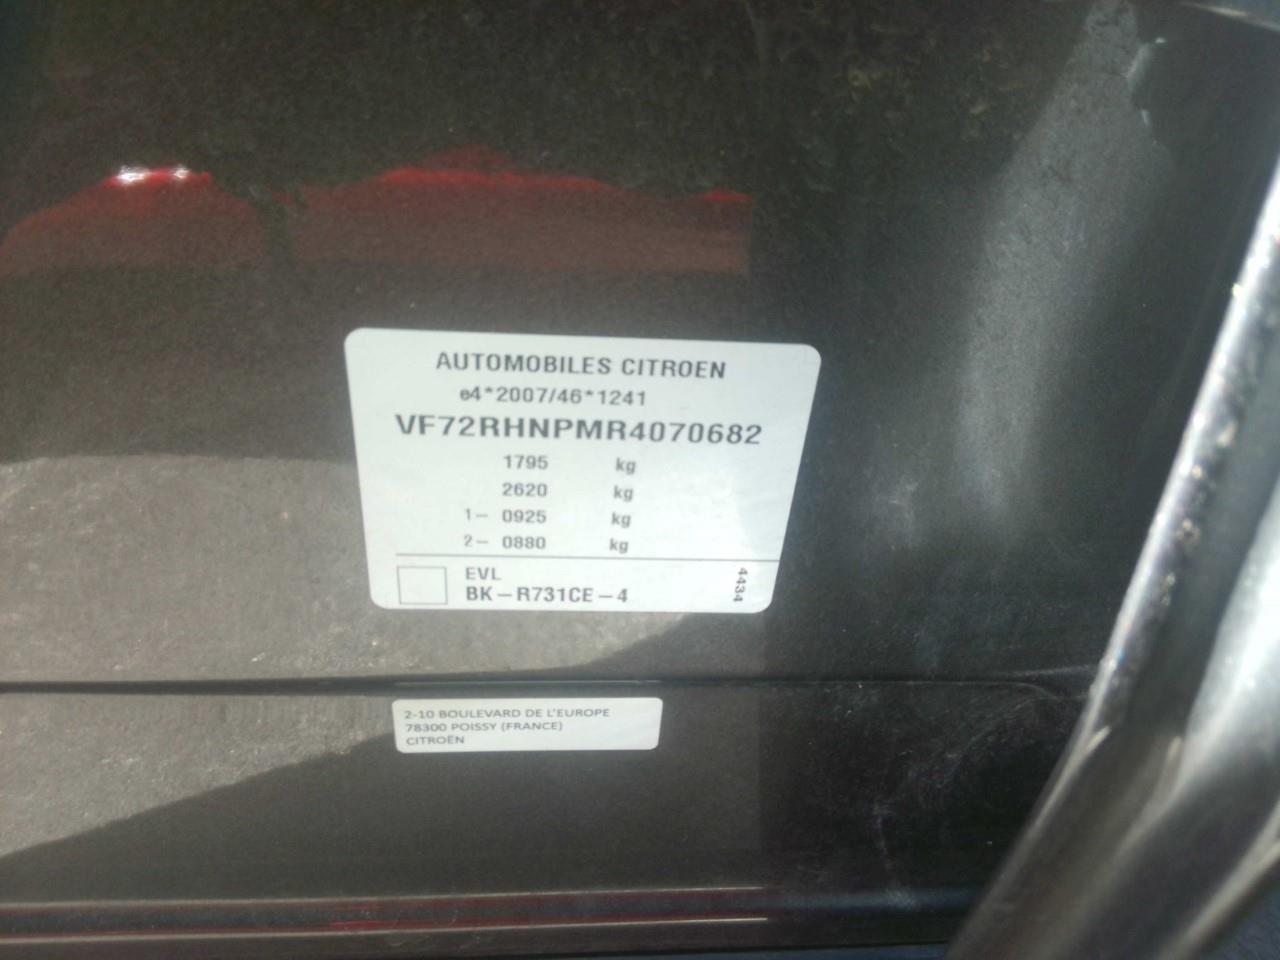 AUTOMOBILES CITROEN
e4*2007/46*1241
VF72RHNPMR4070682
1795 kg
2620 kg
1- 0925 kg
2- 0880 kg
EVL
BK-R731CE-4
4434
2-10 BOULEVARD DE L'EUROPE
78300 POISSY (FRANCE)
CITROËN